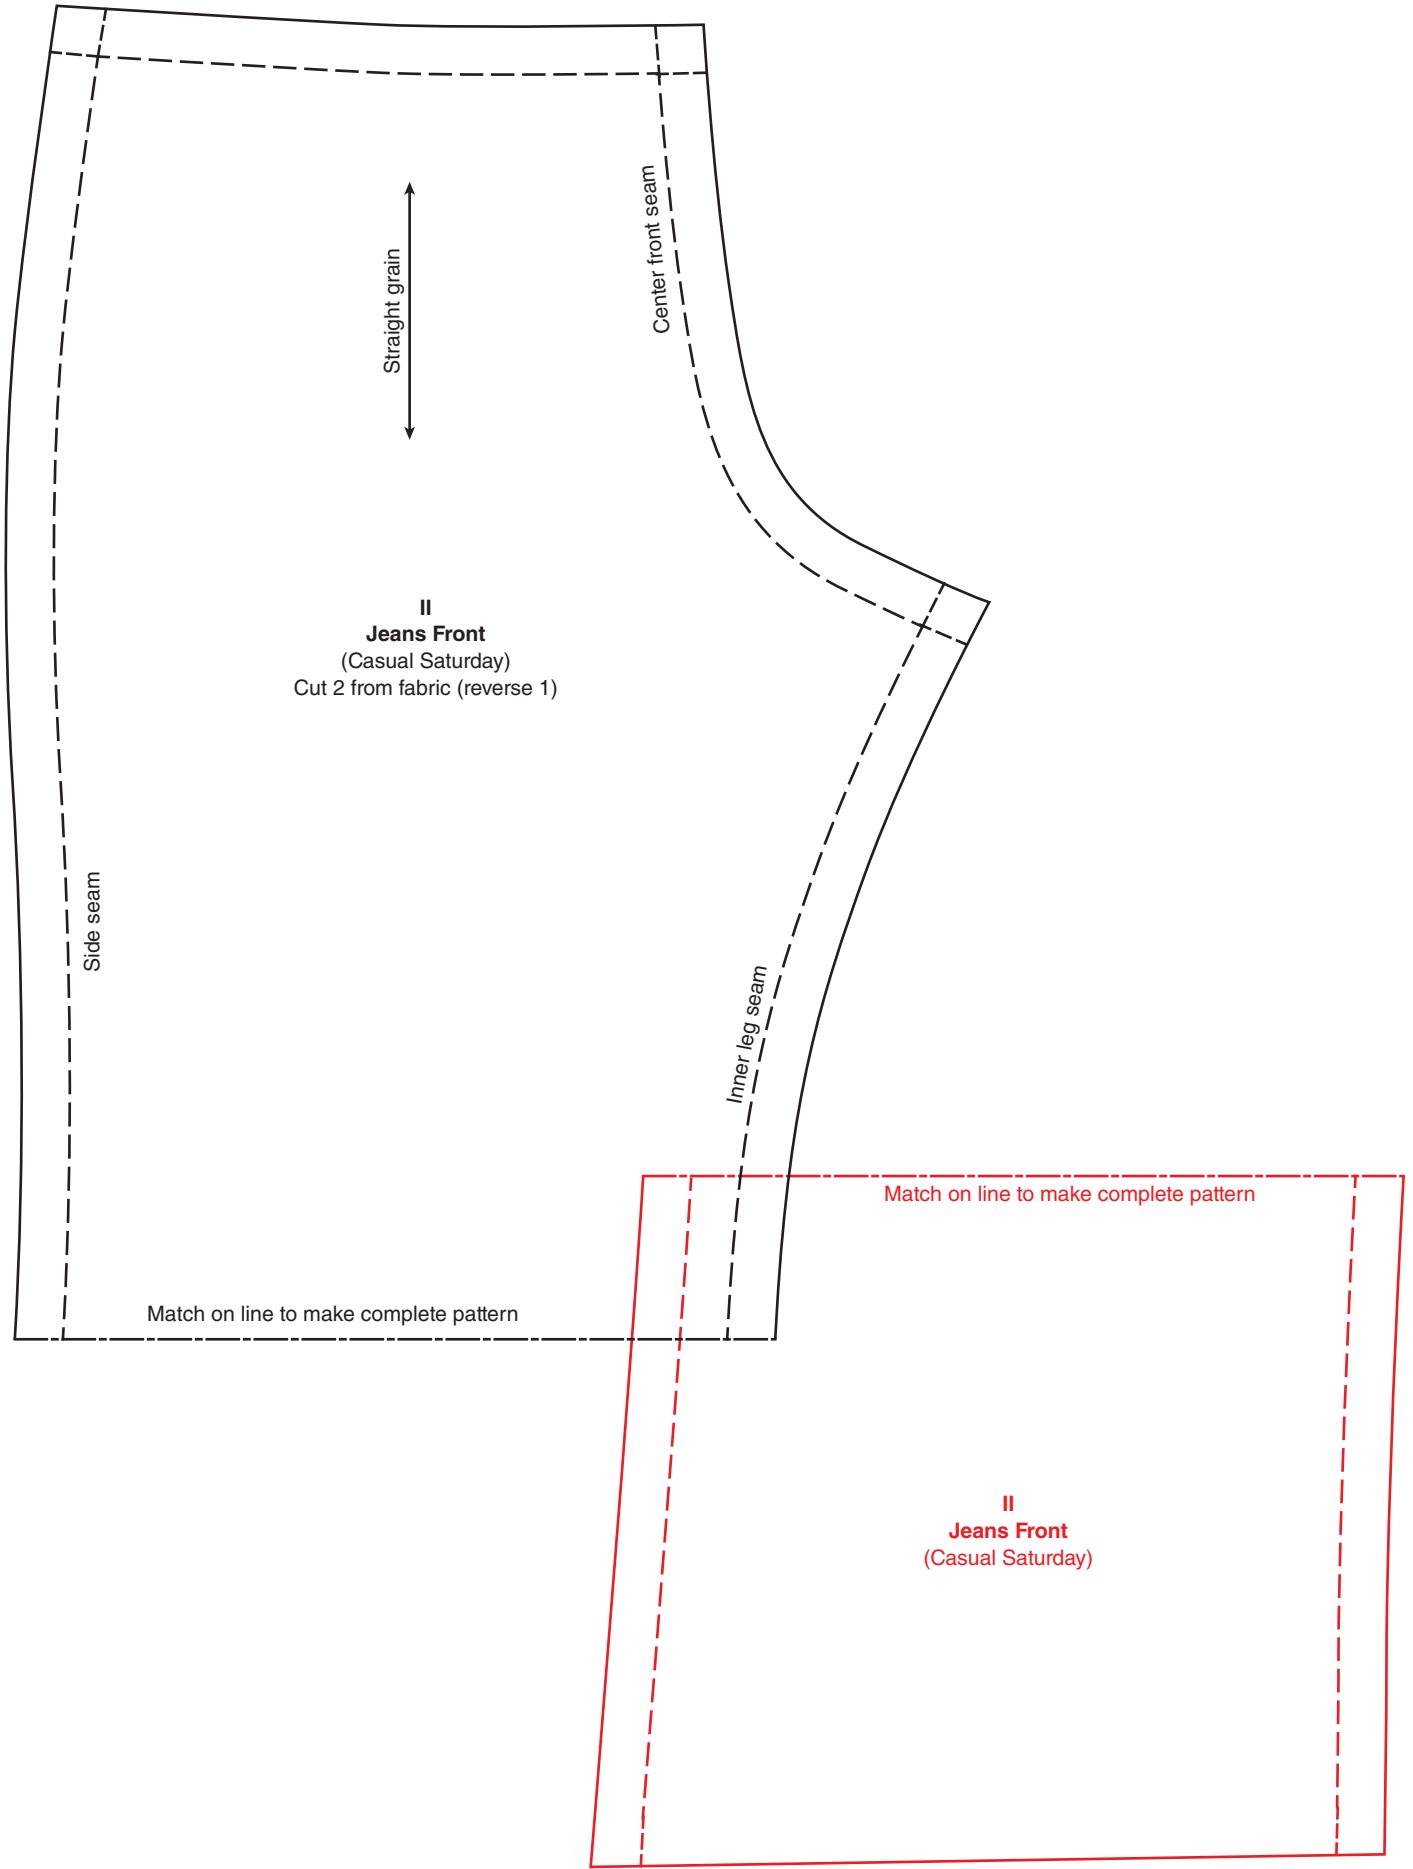 Center front seam
Straight grain
II
Jeans Front
(Casual Saturday)
Cut 2 from fabric (reverse 1)
Side seam
Inner leg seam
Match on line to make complete pattern
Match on line to make complete pattern
II
Jeans Front
(Casual Saturday)